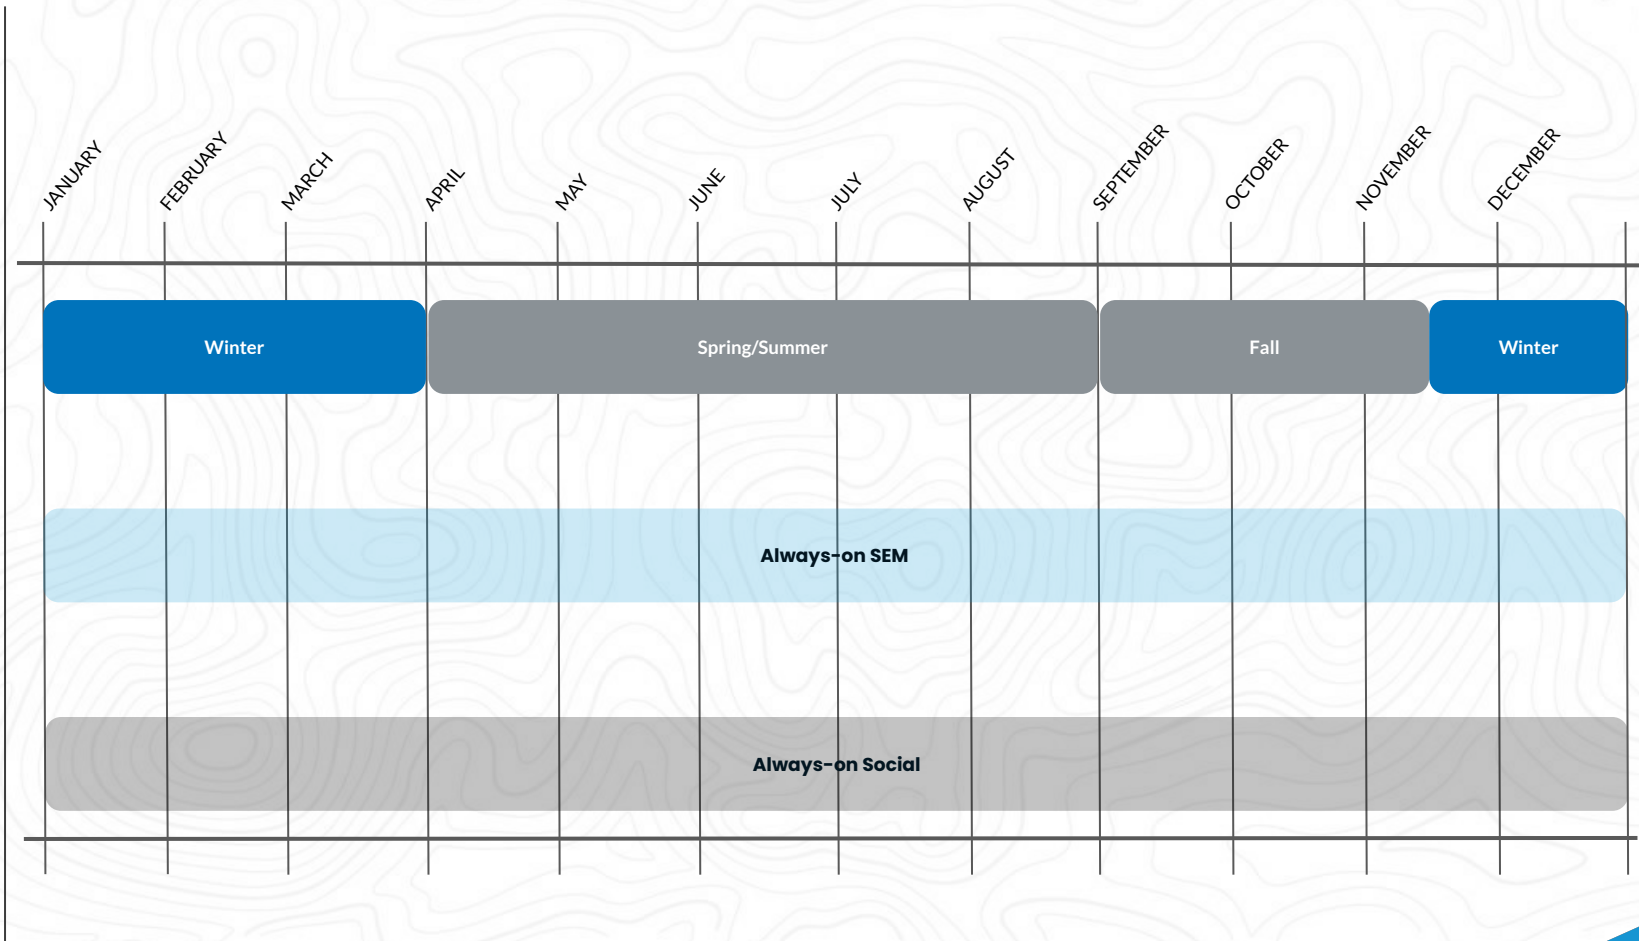 JANUARY
FEBRUARY
MARCH
APRIL
MAY
JUNE
JULY
AUGUST
SEPTEMBER
OCTOBER
NOVEMBER
DECEMBER
Winter
Spring/Summer
Fall
Winter
Always-on SEM
Always-on Social